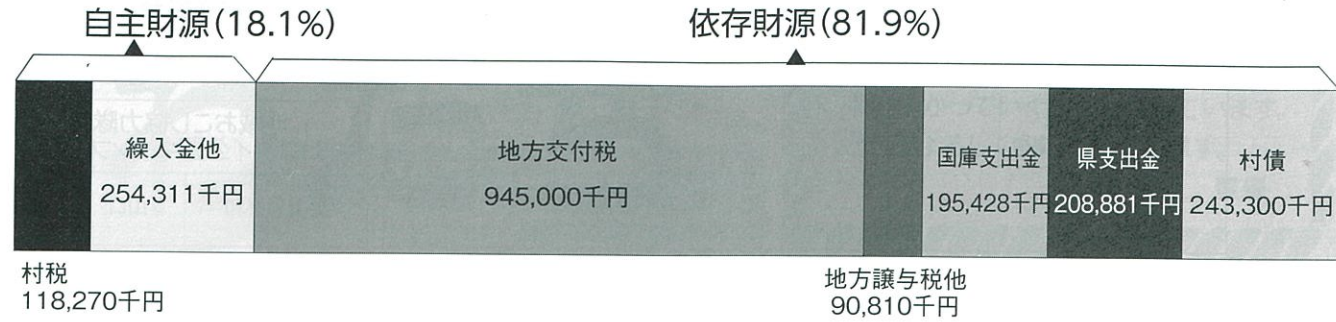 自主財源(18.1%)
依存財源(81.9%)
繰入金他
254,311千円
地方交付税
945,000千円
国庫支出金
195,428千円
県支出金
208,881千円
村債
243,300千円
村税
118,270千円
地方譲与税他
90,810千円